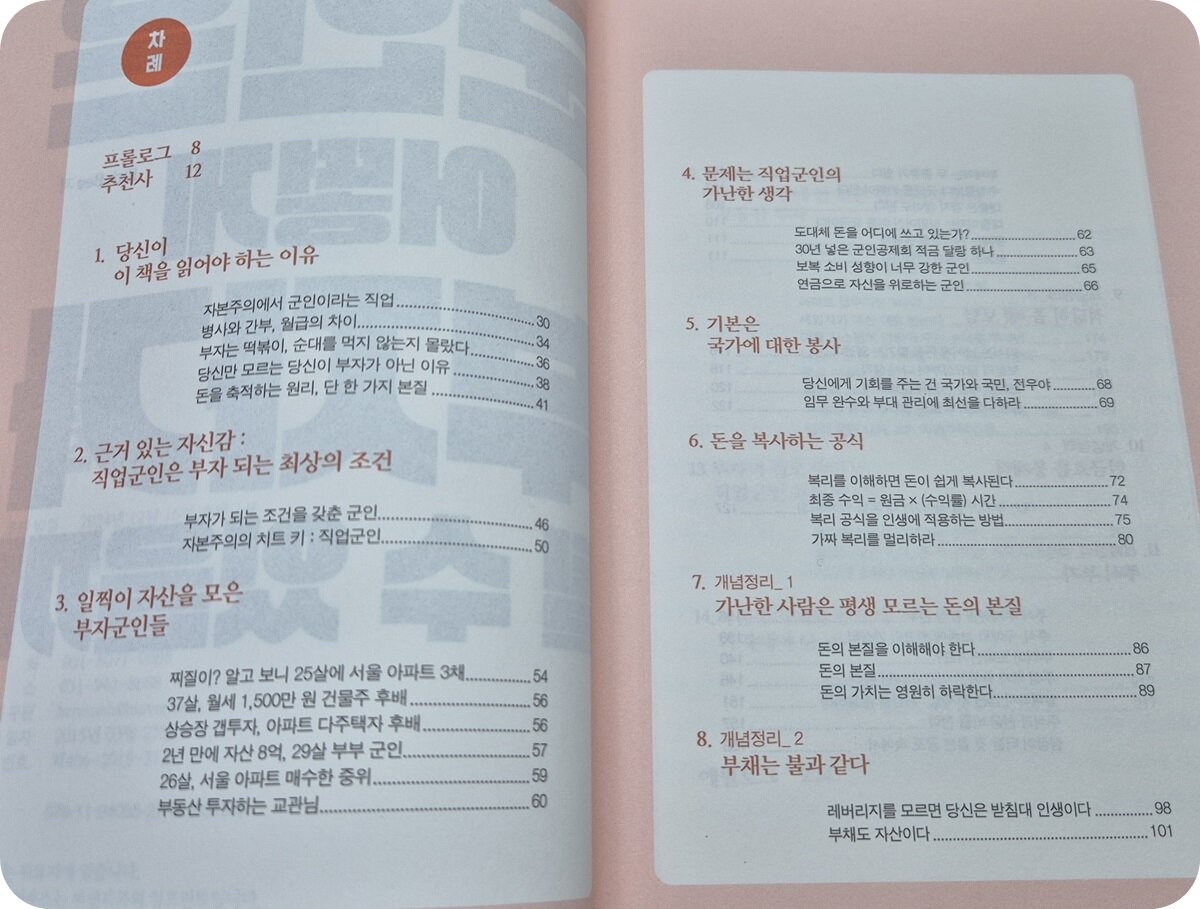 차
례
프롤로그 8
추천사 12
1. 당신이
이 책을 읽어야 하는 이유
자본주의에서 군인이라는 직업 30
병사와 간부, 월급의 차이 34
부자는 떡볶이, 순대를 먹지 않는지 몰랐다 36
당신만 모르는 당신이 부자가 아닌 이유 38
돈을 축적하는 원리, 단 한 가지 본질 41
2. 근거 있는 자신감 :
직업군인은 부자 되는 최상의 조건
부자가 되는 조건을 갖춘 군인 46
자본주의의 치트 키 : 직업군인 50
3. 일찍이 자산을 모은
부자군인들
찌질이? 알고 보니 25살에 서울 아파트 3채 54
37살, 월세 1,500만 원 건물주 후배 56
상승장 갭투자, 아파트 다주택자 후배 56
2년 만에 자산 8억, 29살 부부 군인 57
26살, 서울 아파트 매수한 중위 59
부동산 투자하는 교관님 60
4. 문제는 직업군인의
가난한 생각
도대체 돈을 어디에 쓰고 있는가? 62
30년 넣은 군인공제회 적금 달랑 하나 63
보복 소비 성향이 너무 강한 군인 65
연금으로 자신을 위로하는 군인 66
5. 기본은
국가에 대한 봉사
당신에게 기회를 주는 건 국가와 국민, 전우야 68
임무 완수와 부대 관리에 최선을 다하라 69
6. 돈을 복사하는 공식
복리를 이해하면 돈이 쉽게 복사된다 72
최종 수익 = 원금 × (수익률) 시간 74
복리 공식을 인생에 적용하는 방법 75
가짜 복리를 멀리하라 80
7. 개념정리_ 1
가난한 사람은 평생 모르는 돈의 본질
돈의 본질을 이해해야 한다 86
돈의 본질 87
돈의 가치는 영원히 하락한다 89
8. 개념정리_ 2
부채는 불과 같다
레버리지를 모르면 당신은 받침대 인생이다 98
부채도 자산이다 101